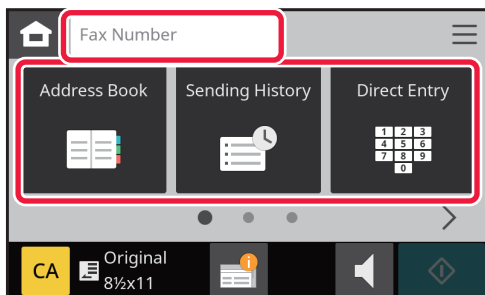 Fax Number
Address Book
Sending History
Direct Entry
1 2 3
4 5 6
7 8 9
0
i
CA
Original
8½x11